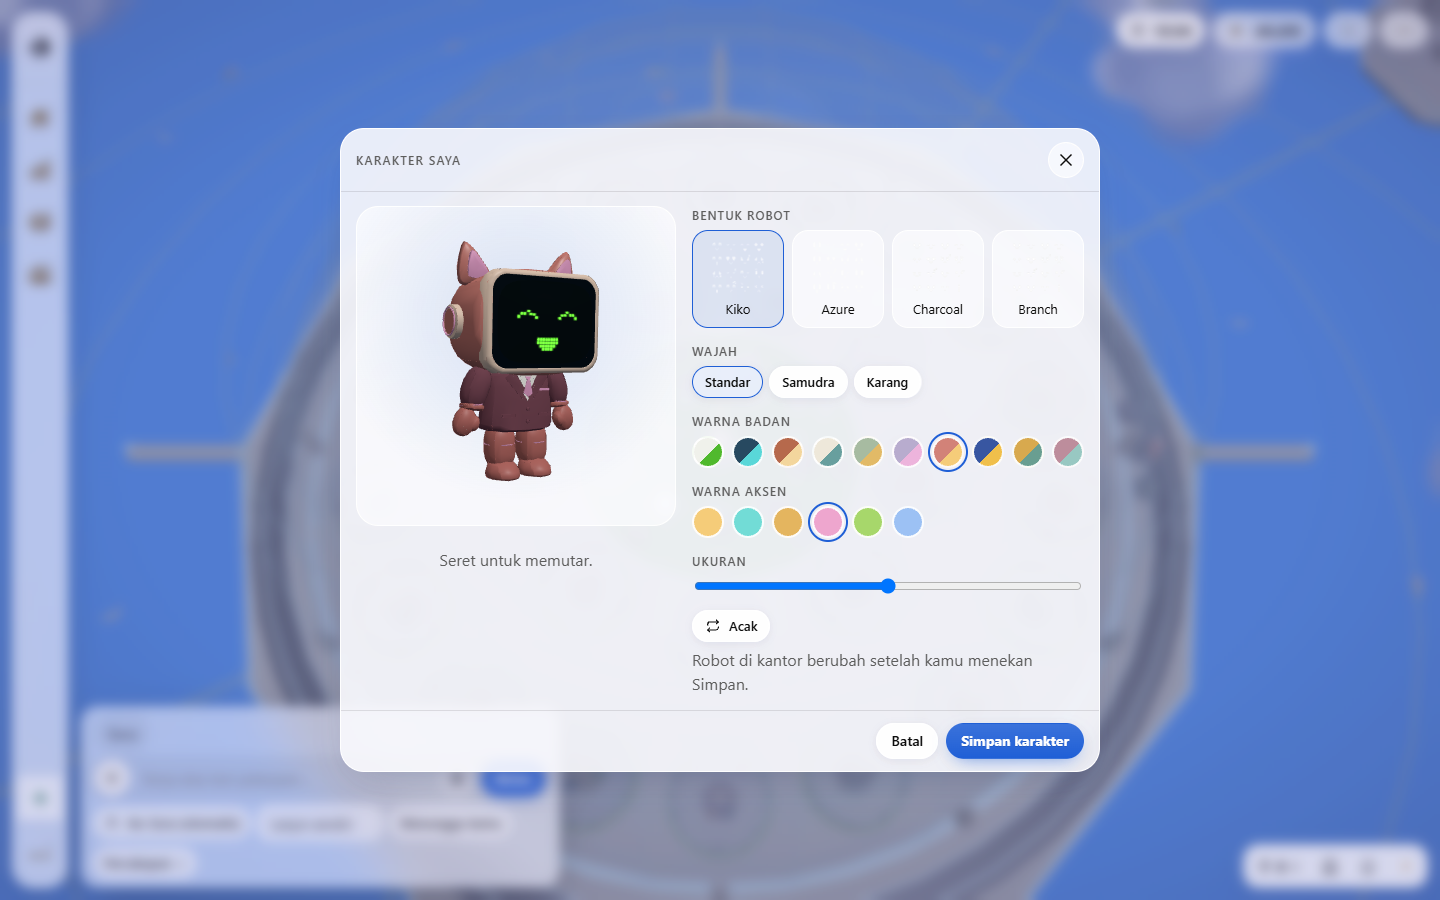 KARAKTER SAYA
BENTUK ROBOT
Kiko
Azure
Charcoal
Branch
WAJAH
Standar
Samudra
Karang
WARNA BADAN
WARNA AKSEN
Seret untuk memutar.
UKURAN
Acak
Robot di kantor berubah setelah kamu menekan
Simpan.
Batal
Simpan karakter